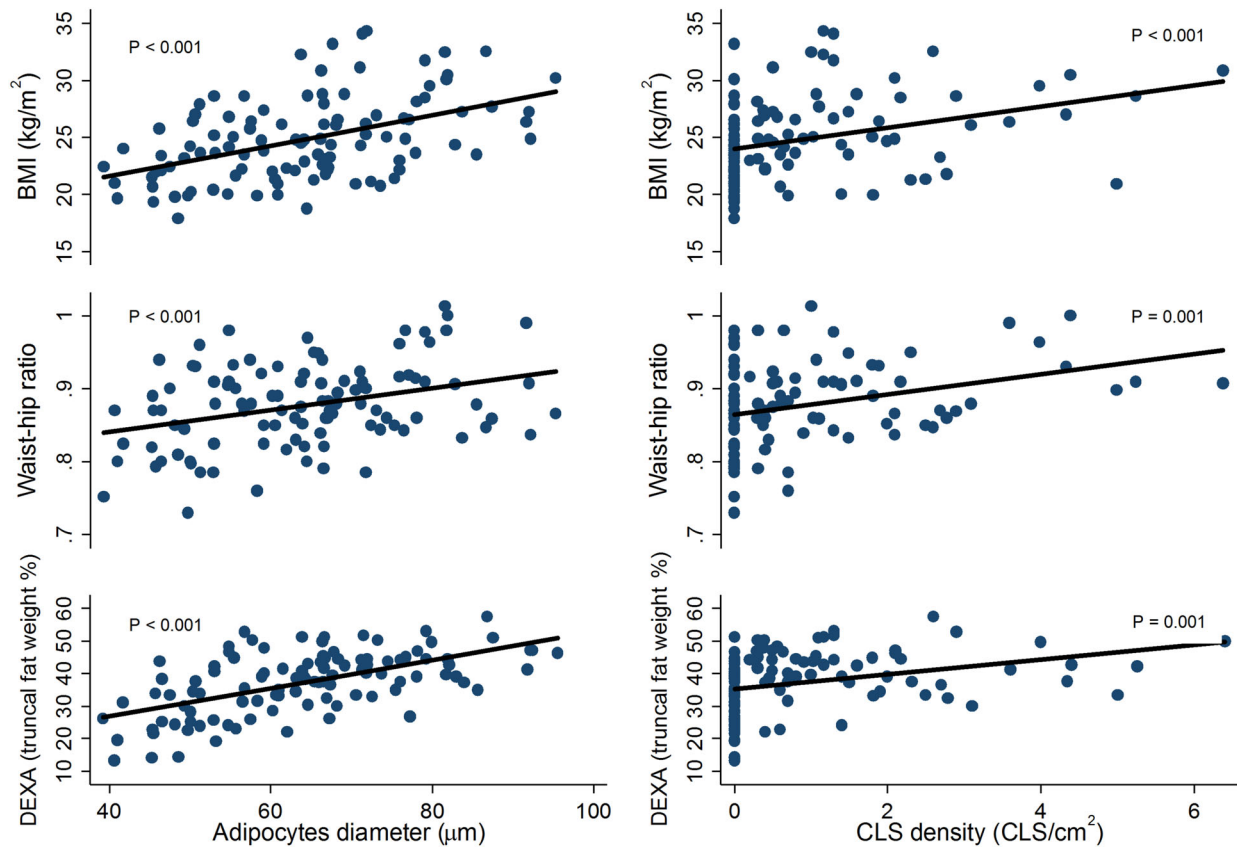 35
30
25
20
15
BMI (kg/m²)
P < 0.001
35
30
25
20
15
BMI (kg/m²)
P < 0.001
1
.9
.8
.7
Waist-hip ratio
P < 0.001
1
.9
.8
.7
Waist-hip ratio
P = 0.001
60
50
40
30
20
10
DEXA (truncal fat weight %)
P < 0.001
60
50
40
30
20
10
DEXA (truncal fat weight %)
P = 0.001
40 60 80 100
Adipocytes diameter (μm)
0 2 4 6
CLS density (CLS/cm²)